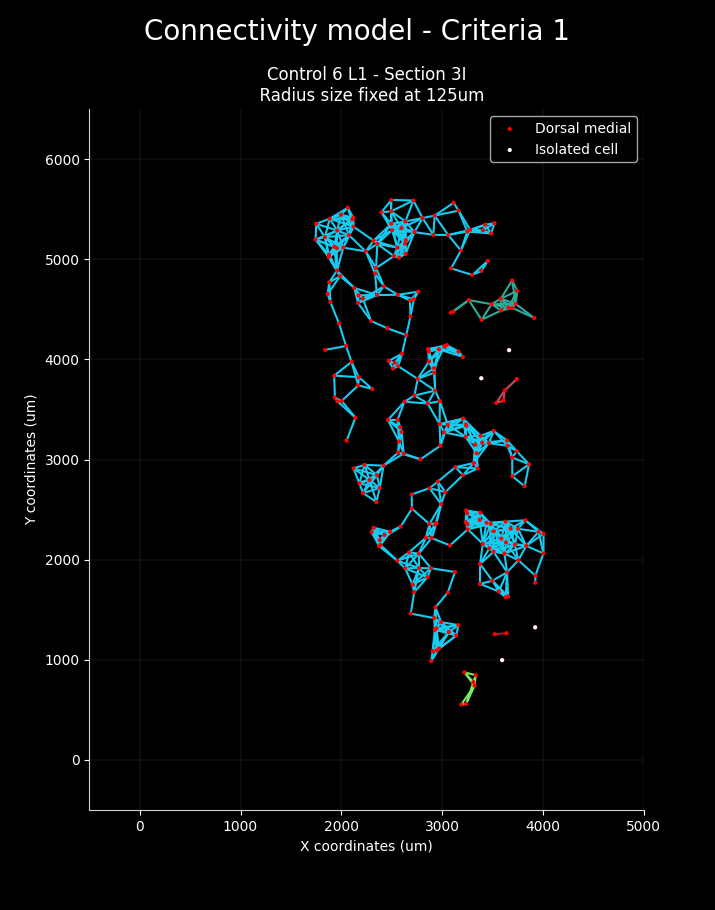 Connectivity model - Criteria 1
Control 6 L1 - Section 3I
Radius size fixed at 125um
Dorsal medial
Isolated cell
6000
5000
4000
3000
2000
1000
0
Y coordinates (um)
0 1000 2000 3000 4000 5000
X coordinates (um)